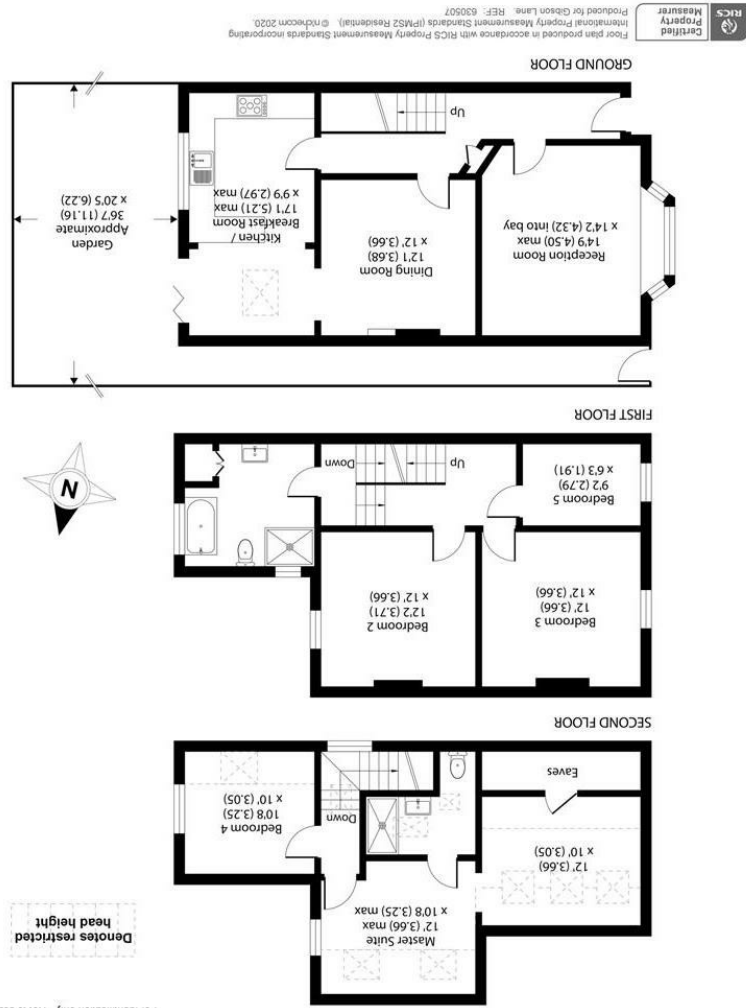 Denotes restricted
head height
Master Suite
12' (3.66) max
x 10'8 (3.25) max
12' (3.66)
x 10' (3.05)
Down
Bedroom 4
10'8 (3.25)
x 10' (3.05)
Eaves
SECOND FLOOR
Bedroom 3
12' (3.66)
x 12' (3.66)
Bedroom 2
12'2 (3.71)
x 12' (3.66)
Bedroom 5
9'2 (2.79)
x 6'3 (1.91)
Up
Down
N
FIRST FLOOR
Reception Room
14'9 (4.50) max
x 14'2 (4.32) into bay
Dining Room
12'1 (3.68)
x 12' (3.66)
Kitchen /
Breakfast Room
17'1 (5.21) max
x 9'9 (2.97) max
Garden
Approximate
36'7 (11.16)
x 20'5 (6.22)
Up
GROUND FLOOR
RICS
Certified
Property
Measurer
Floor plan produced in accordance with RICS Property Measurement Standards incorporating
International Property Measurement Standards (IPMS2 Residential). ©nichecom 2020.
Produced for Gibson Lane. REF: 630507